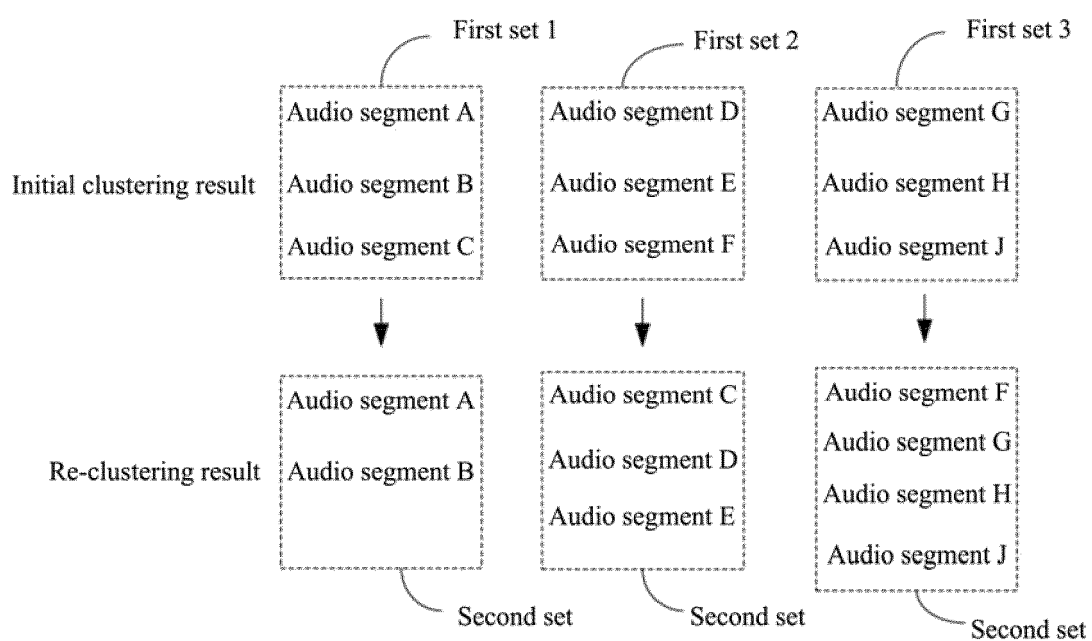 First set 1
First set 2
First set 3
Initial clustering result
Audio segment A
Audio segment B
Audio segment C
Audio segment D
Audio segment E
Audio segment F
Audio segment G
Audio segment H
Audio segment J
Re-clustering result
Audio segment A
Audio segment B
Audio segment C
Audio segment D
Audio segment E
Audio segment F
Audio segment G
Audio segment H
Audio segment J
Second set
Second set
Second set